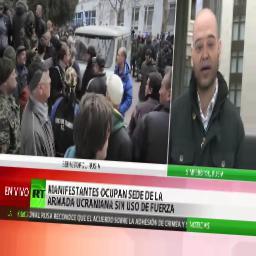 EN VIVO
RT
MANIFESTANTES OCUPAN SEDE DE LA
ARMADA UCRANIANA SIN USO DE FUERZA
RUSIA RECONOCE QUE EL ACUERDO SOBRE LA ADHESIÓN DE CRIMEA Y
NOTICIAS